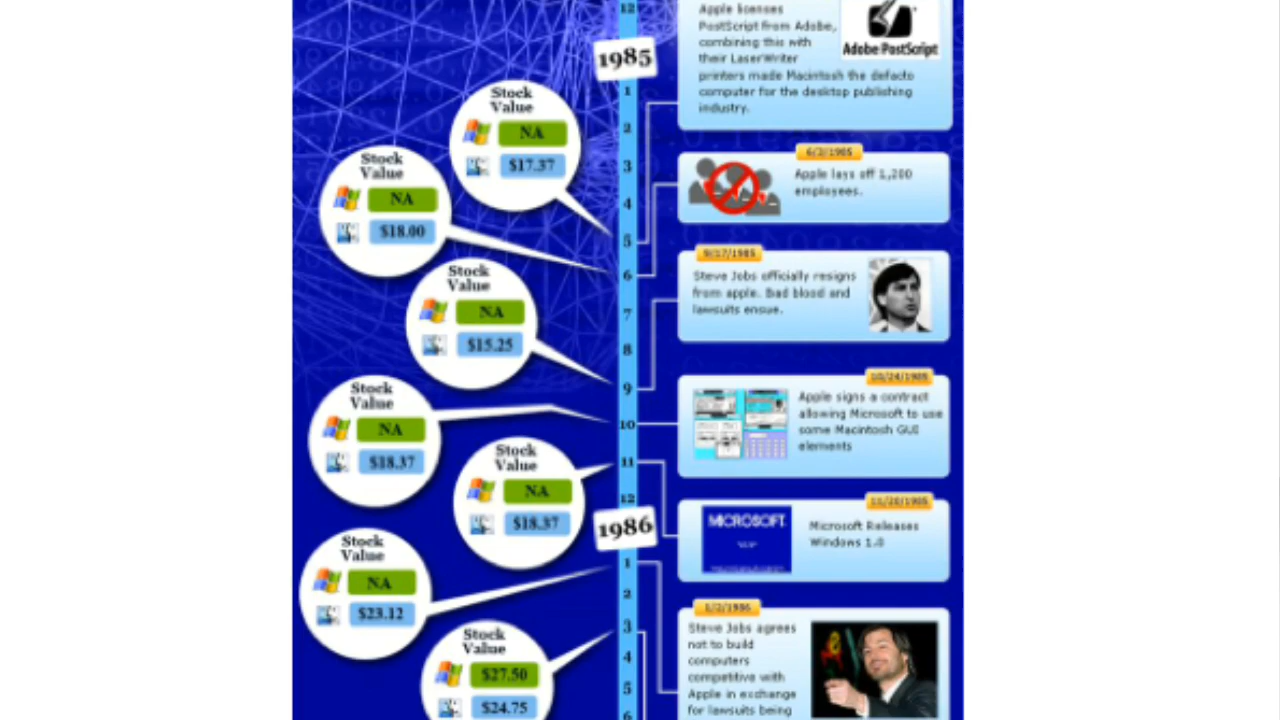 12
Apple licenses
PostScript from Adobe,
combining this with
their LaserWriter
printers made Macintosh the defacto
computer for the desktop publishing
industry.
Adobe PostScript
1985
1
Stock
Value
NA
$17.37
2
6/3/1985
Apple lays off 1,200
employees.
3
Stock
Value
NA
$18.00
4
5
9/17/1985
Steve Jobs officially resigns
from apple. Bad blood and
lawsuits ensue.
6
Stock
Value
NA
$15.25
7
8
9
10/24/1985
Apple signs a contract
allowing Microsoft to use
some Macintosh GUI
elements
Stock
Value
NA
$18.37
10
11
Stock
Value
NA
$18.37
12
11/20/1985
MICROSOFT
Microsoft Releases
Windows 1.0
1986
Stock
Value
NA
$23.12
1
2
1/2/1986
Steve Jobs agrees
not to build
computers
competitive with
Apple in exchange
for lawsuits being
3
Stock
Value
$27.50
$24.75
4
5
6